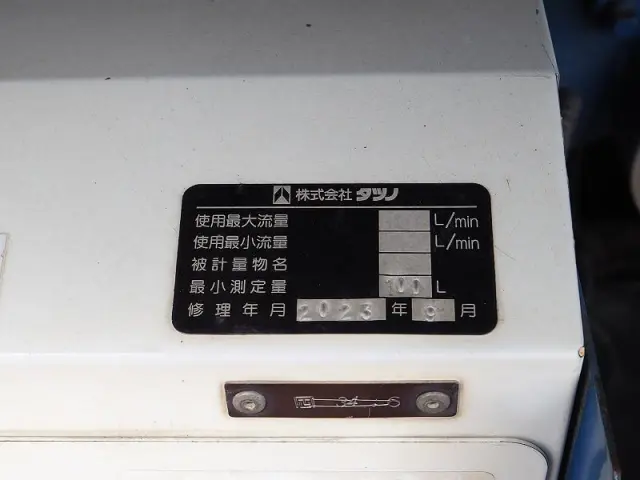 株式会社 タツノ
使用最大流量 L/min
使用最小流量 L/min
被計量物名
最小測定量 100 L
修理年月 2023 年 9 月